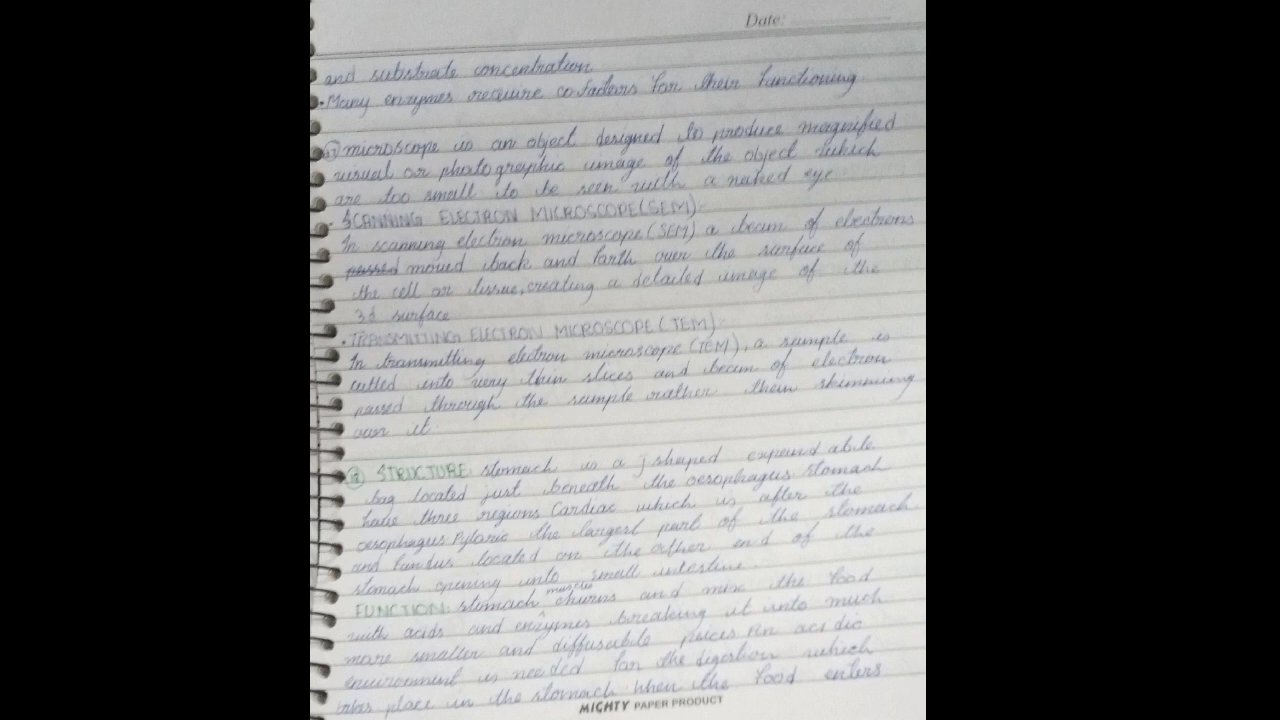 Date:
and substrate concentration
• Many enzymes require cofactors for their functioning
microscope is an object designed to produce magnified
visual or photographic image of the object which
are too small to be seen with a naked eye
• SCANNING ELECTRON MICROSCOPE(SEM)
In scanning electron microscope(SEM) a beam of electrons
passed moved back and forth over the surface of
the cell or tissue, creating a detailed image of the
3d surface
• TRANSMITTING ELECTRON MICROSCOPE (TEM)
In transmitting electron microscope(TEM), a sample is
cutted into very thin slices and beam of electron
passed through the sample rather then skimming
over it.
STRUCTURE: stomach is a J shaped expand able
bag located just beneath the oesophagus. Stomach
have three regions Cardiac which is after the
oesophagus. Pyloric the largest part of the stomach
and Fundus located on the other end of the
stomach opening into small intestine.
FUNCTION: stomach muscle churns and mix the food
with acids and enzymes breaking it into much
more smaller and diffusible peices An acidic
environment is needed for the digestion which
takes place in the stomach. When the food enters
MIGHTY PAPER PRODUCT